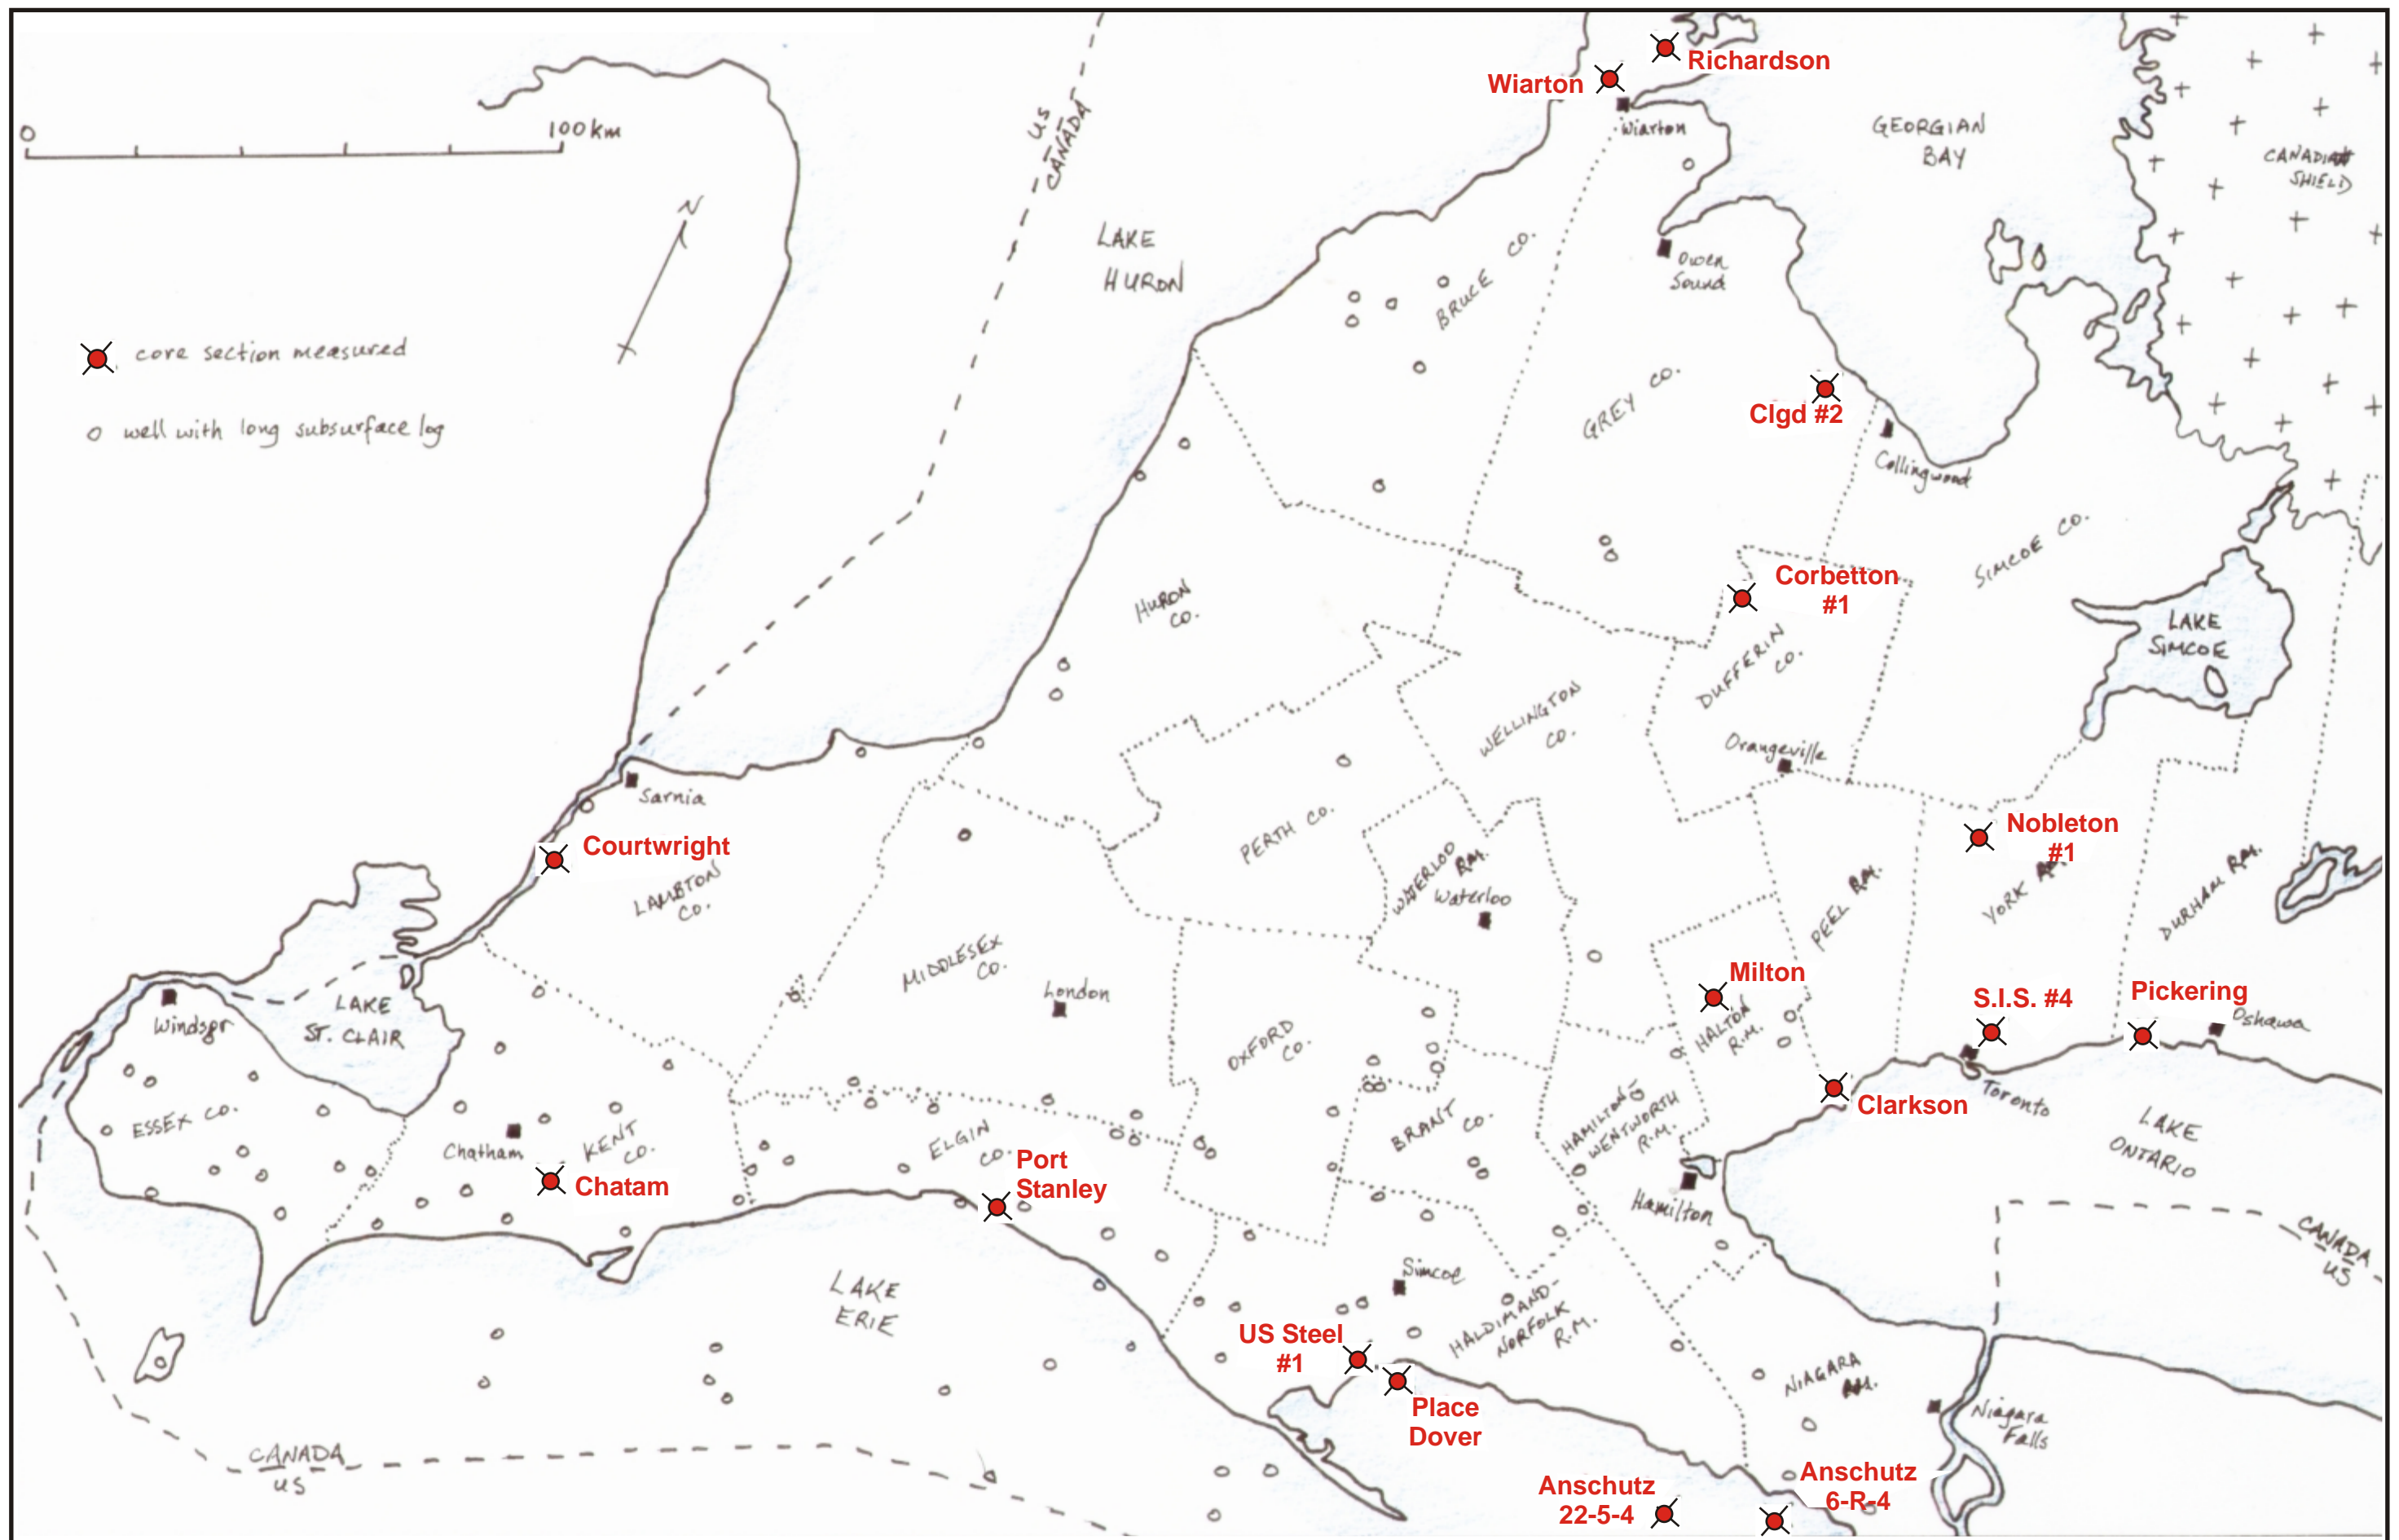 Richardson
Wiarton
Wiarton
0
100 km
US
CANADA
GEORGIAN
BAY
CANADIAN
SHIELD
N
LAKE
HURON
BRUCE CO.
Owen
Sound
core section measured
well with long subsurface log
GREY CO.
Clgd #2
Collingwood
SIMCOE CO.
Corbetton
#1
HURON
CO.
LAKE
SIMCOE
DUFFERIN
CO.
WELLINGTON
CO.
Orangeville
Sarnia
Courtwright
LAMBTON
CO.
PERTH CO.
WATERLOO
R.M.
Waterloo
Nobleton
#1
PEEL R.M.
YORK
DURHAM R.M.
MIDDLESEX
CO.
London
Milton
HALTON
R.M.
S.I.S. #4
Pickering
Oshawa
Windspr
LAKE
ST. CLAIR
OXFORD
CO.
Toronto
Clarkson
ESSEX CO.
Chatham
KENT
CO.
Chatam
ELGIN
CO.
Port
Stanley
BRANT
CO.
HAMILTON-
WENTWORTH
R.M.
Hamilton
LAKE
ONTARIO
CANADA
US
LAKE
ERIE
Simcoe
US Steel
#1
HALDIMAND-
NORFOLK
R.M.
Place
Dover
NIAGARA
Niagara
Falls
CANADA
US
Anschutz
22-5-4
Anschutz
6-R-4